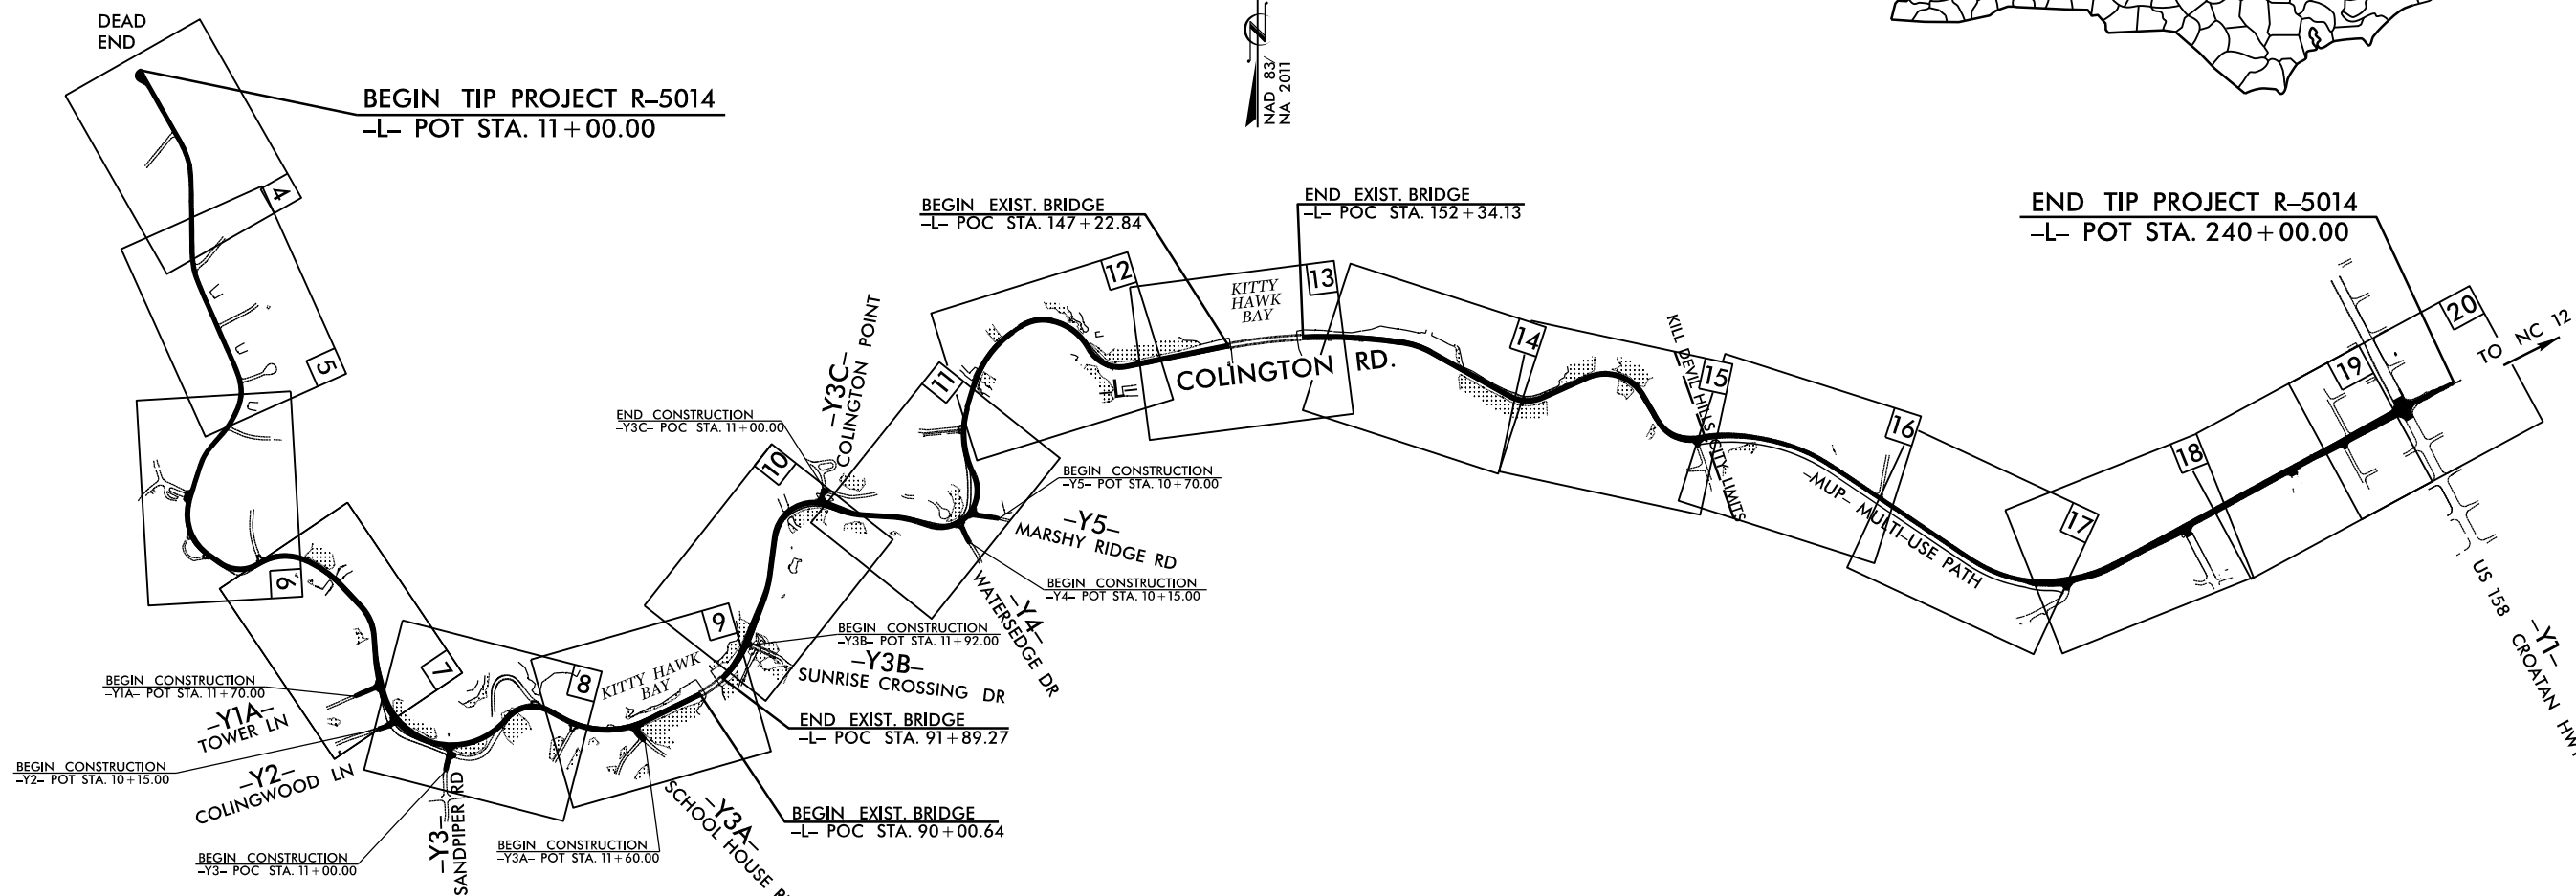 DEAD
END
BEGIN TIP PROJECT R-5014
-L- POT STA. 11+00.00
N
NAD 83/
NA 2011
BEGIN EXIST. BRIDGE
-L- POC STA. 147+22.84
END EXIST. BRIDGE
-L- POC STA. 152+34.13
END TIP PROJECT R-5014
-L- POT STA. 240+00.00
4
5
6
7
8
9
10
11
12
13
14
15
16
17
18
19
20
KITTY
HAWK
BAY
TO NC 12
KILL DEVIL HILLS CITY LIMITS
-L-
COLINGTON RD.
-Y3C-
COLINGTON POINT
END CONSTRUCTION
-Y3C- POC STA. 11+00.00
BEGIN CONSTRUCTION
-Y5- POT STA. 10+70.00
-Y5-
MARSHY RIDGE RD
-MUP- MULTI-USE PATH
BEGIN CONSTRUCTION
-Y4- POT STA. 10+15.00
-Y4-
WATERSEDGE DR
US 158 CROATAN HWY
-Y1-
BEGIN CONSTRUCTION
-Y3B- POT STA. 11+92.00
-Y3B-
SUNRISE CROSSING DR
KITTY HAWK
BAY
BEGIN CONSTRUCTION
-Y1A- POT STA. 11+70.00
-Y1A-
TOWER LN
END EXIST. BRIDGE
-L- POC STA. 91+89.27
BEGIN CONSTRUCTION
-Y2- POT STA. 10+15.00
-Y2-
COLINGWOOD LN
BEGIN EXIST. BRIDGE
-L- POC STA. 90+00.64
BEGIN CONSTRUCTION
-Y3- POC STA. 11+00.00
-Y3-
SANDPIPER RD
BEGIN CONSTRUCTION
-Y3A- POT STA. 11+60.00
-Y3A-
SCHOOL HOUSE